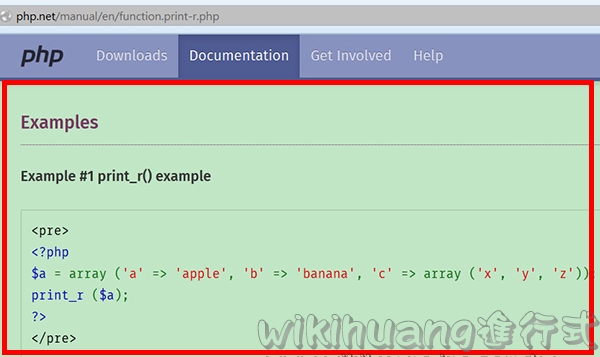 php.net/manual/en/function.print-r.php
php Downloads Documentation Get Involved Help
Examples
Example #1 print_r() example
<pre>
<?php
$a = array ('a' => 'apple', 'b' => 'banana', 'c' => array ('x', 'y', 'z'));
print_r ($a);
?>
</pre>
wikihuang進行式